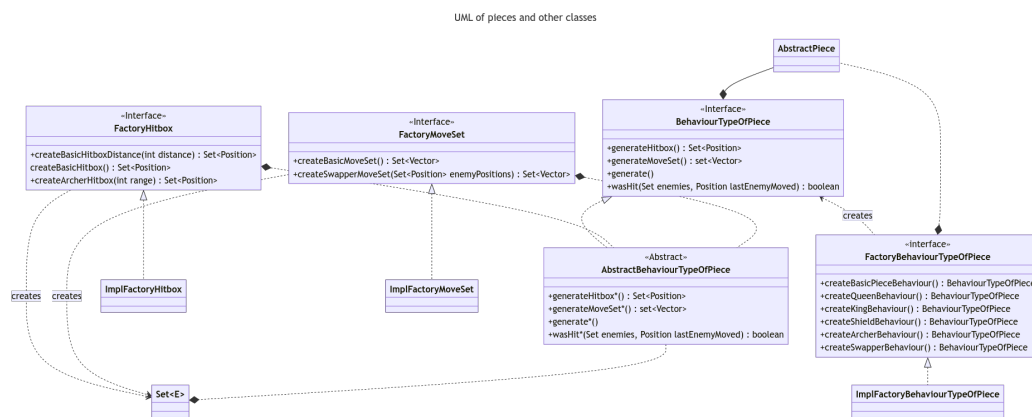 UML of pieces and other classes
AbstractPiece
«Interface»
FactoryHitbox
+createBasicHitboxDistance(int distance) : Set<Position>
createBasicHitbox() : Set<Position>
+createArcherHitbox(int range) : Set<Position>
«Interface»
FactoryMoveSet
+createBasicMoveSet() : Set<Vector>
+createSwapperMoveSet(Set<Position> enemyPositions) : Set<Vector>
«Interface»
BehaviourTypeOfPiece
+generateHitbox() : Set<Position>
+generateMoveSet() : set<Vector>
+generate()
+wasHit(Set enemies, Position lastEnemyMoved) : boolean
creates
«interface»
FactoryBehaviourTypeOfPiece
+createBasicPieceBehaviour() : BehaviourTypeOfPiece
+createQueenBehaviour() : BehaviourTypeOfPiece
+createKingBehaviour() : BehaviourTypeOfPiece
+createShieldBehaviour() : BehaviourTypeOfPiece
+createArcherBehaviour() : BehaviourTypeOfPiece
+createSwapperBehaviour() : BehaviourTypeOfPiece
«Abstract»
AbstractBehaviourTypeOfPiece
+generateHitbox*() : Set<Position>
+generateMoveSet*() : set<Vector>
+generate*()
+wasHit*(Set enemies, Position lastEnemyMoved) : boolean
ImplFactoryHitbox
ImplFactoryMoveSet
creates
creates
Set<E>
ImplFactoryBehaviourTypeOfPiece